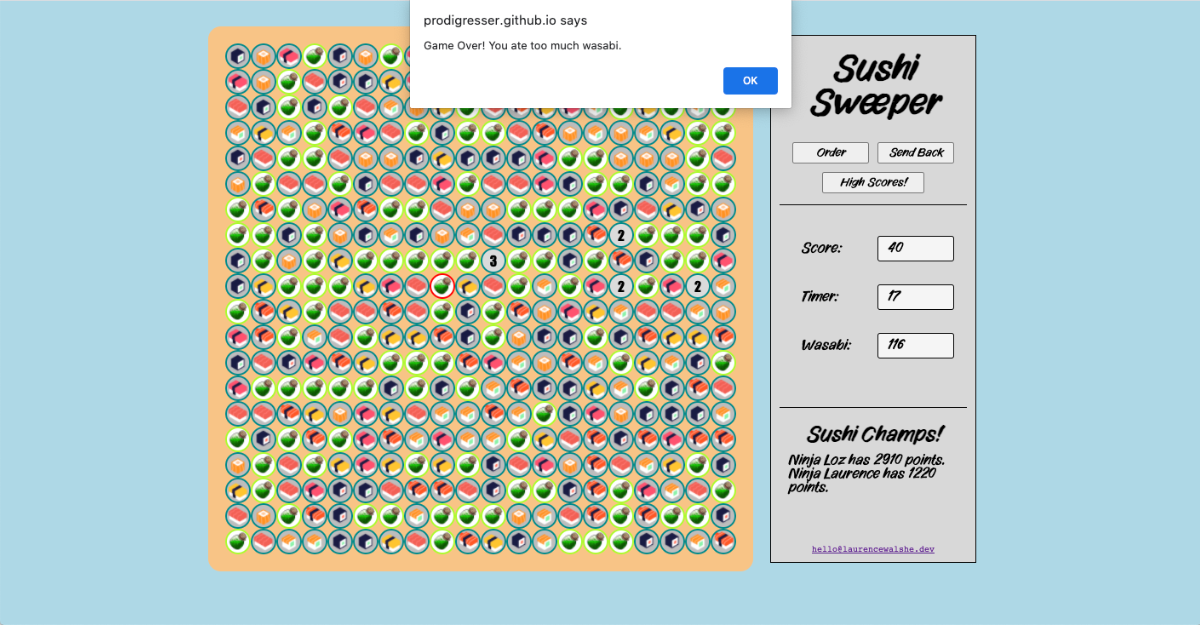 prodigresser.github.io says
Game Over! You ate too much wasabi.
OK
Sushi
Sweeper
Order
Send Back
High Scores!
2
Score:
40
3
2
2
Timer:
17
Wasabi:
116
Sushi Champs!
Ninja Loz has 2910 points.
Ninja Laurence has 1220
points.
hello@laurencewalshe.dev